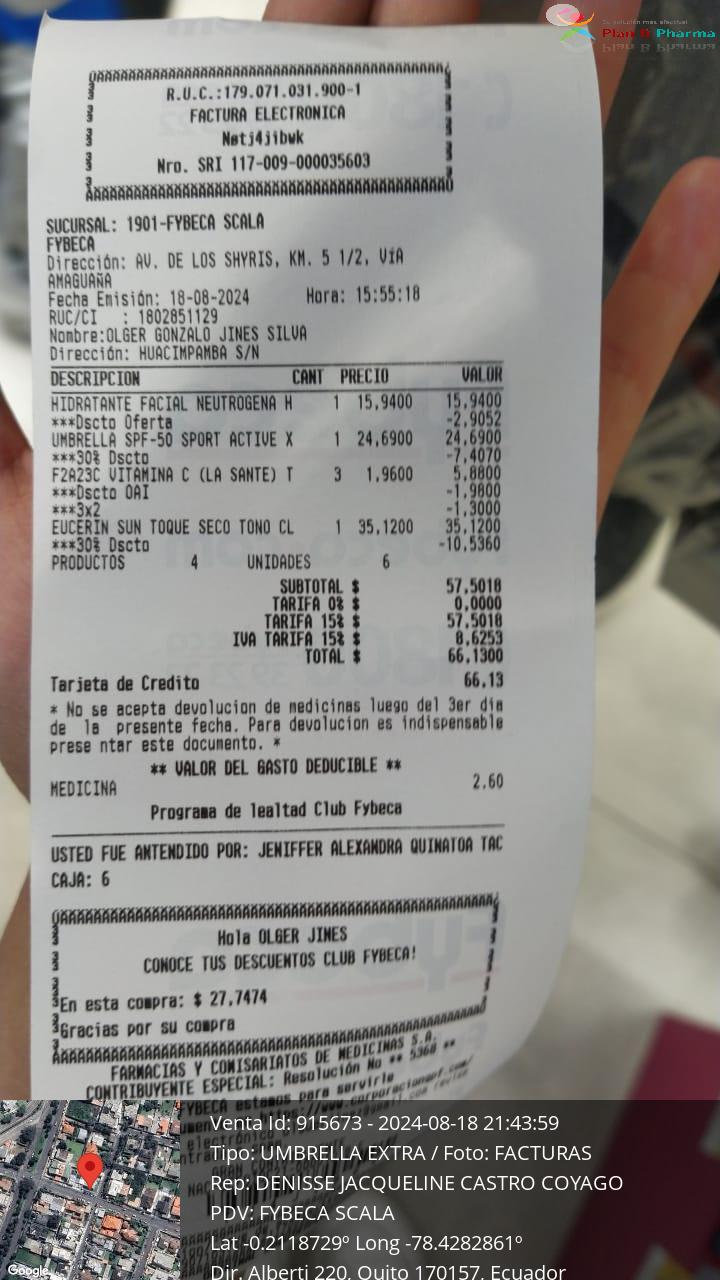 Tu solución más efectiva!
Plan B Pharma
R.U.C.:179.071.031.900-1
FACTURA ELECTRONICA
Nøtj4jibwk
Nro. SRI 117-009-000035603
SUCURSAL: 1901-FYBECA SCALA
FYBECA
Dirección: AV. DE LOS SHYRIS, KM. 5 1/2, VíA
AMAGUAÑA
Fecha Emisión: 18-08-2024 Hora: 15:55:18
RUC/CI : 1802851129
Nombre:OLGER GONZALO JINES SILVA
Dirección: HUACIMPAMBA S/N
DESCRIPCION CANT PRECIO VALOR
HIDRATANTE FACIAL NEUTROGENA H 1 15,9400 15,9400
***Dscto Oferta -2,9052
UMBRELLA SPF-50 SPORT ACTIVE X 1 24,6900 24,6900
***30% Dscto -7,4070
F2A23C VITAMINA C (LA SANTE) T 3 1,9600 5,8800
***Dscto OAI -1,9800
***3x2 -1,3000
EUCERIN SUN TOQUE SECO TONO CL 1 35,1200 35,1200
***30% Dscto -10,5360
PRODUCTOS 4 UNIDADES 6
SUBTOTAL $ 57,5018
TARIFA 0% $ 0,0000
TARIFA 15% $ 57,5018
IVA TARIFA 15% $ 8,6253
TOTAL $ 66,1300
Tarjeta de Credito 66.13
* No se acepta devolucion de medicinas luego del 3er dia
de la presente fecha. Para devolucion es indispensable
prese ntar este documento. *
** VALOR DEL GASTO DEDUCIBLE **
MEDICINA 2.60
Programa de lealtad Club Fybeca
USTED FUE ANTENDIDO POR: JENIFFER ALEXANDRA QUINATOA TAC
CAJA: 6
Hola OLGER JINES
CONOCE TUS DESCUENTOS CLUB FYBECA!
En esta compra: $ 27,7474
Gracias por su compra
FARMACIAS Y COMISARIATOS DE MEDICINAS S.A.
CONTRIBUYENTE ESPECIAL: Resolución No ** 5368 **
FYBECA estamos para servirle
Venta Id: 915673 - 2024-08-18 21:43:59
Tipo: UMBRELLA EXTRA / Foto: FACTURAS
Rep: DENISSE JACQUELINE CASTRO COYAGO
PDV: FYBECA SCALA
Lat -0.2118729º Long -78.4282861º
Dir. Alberti 220, Quito 170157, Ecuador
Google